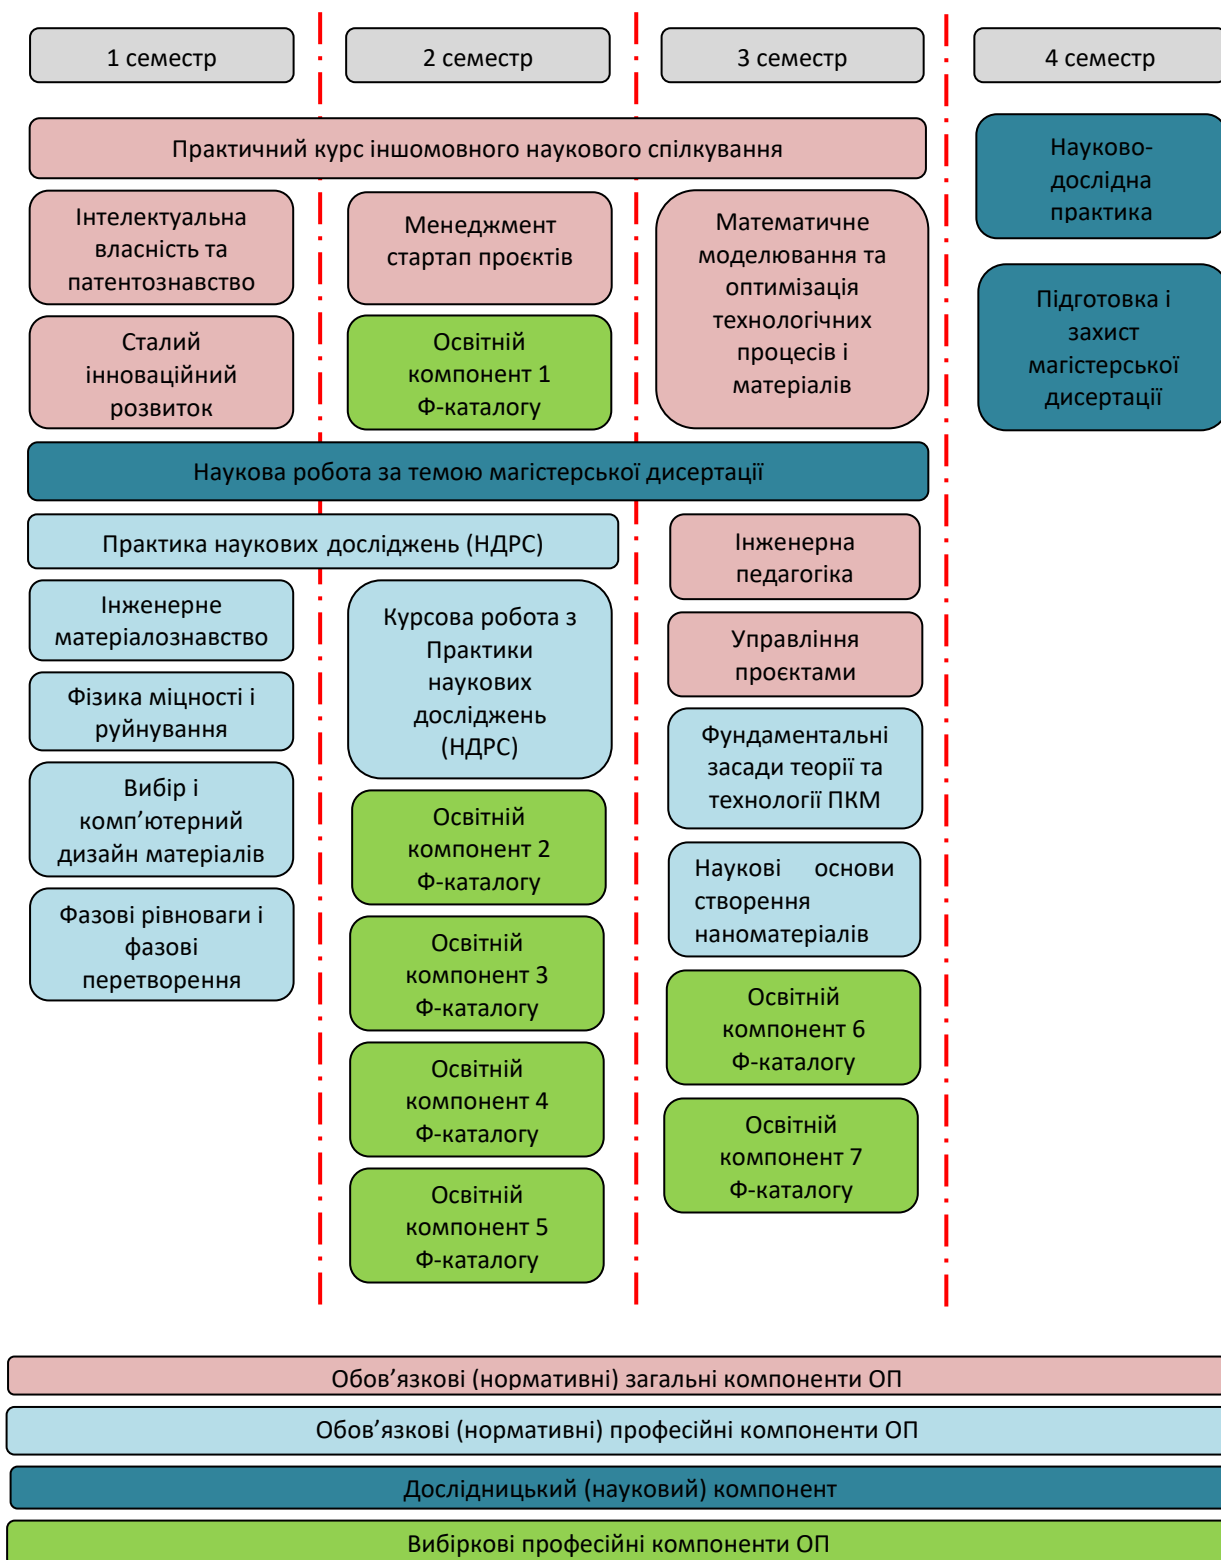 1 семестр
2 семестр
3 семестр
4 семестр
Практичний курс іншомовного наукового спілкування
Науково-
дослідна
практика
Інтелектуальна
власність та
патентознавство
Менеджмент
стартап проєктів
Математичне
моделювання та
оптимізація
технологічних
процесів і
матеріалів
Підготовка і
захист
магістерської
дисертації
Сталий
інноваційний
розвиток
Освітній
компонент 1
Ф-каталогу
Наукова робота за темою магістерської дисертації
Практика наукових досліджень (НДРС)
Інженерна
педагогіка
Інженерне
матеріалознавство
Курсова робота з
Практики
наукових
досліджень
(НДРС)
Управління
проєктами
Фізика міцності і
руйнування
Фундаментальні
засади теорії та
технології ПКМ
Вибір і
комп’ютерний
дизайн матеріалів
Освітній
компонент 2
Ф-каталогу
Наукові основи
створення
наноматеріалів
Фазові рівноваги і
фазові
перетворення
Освітній
компонент 3
Ф-каталогу
Освітній
компонент 6
Ф-каталогу
Освітній
компонент 4
Ф-каталогу
Освітній
компонент 7
Ф-каталогу
Освітній
компонент 5
Ф-каталогу
Обов’язкові (нормативні) загальні компоненти ОП
Обов’язкові (нормативні) професійні компоненти ОП
Дослідницький (науковий) компонент
Вибіркові професійні компоненти ОП